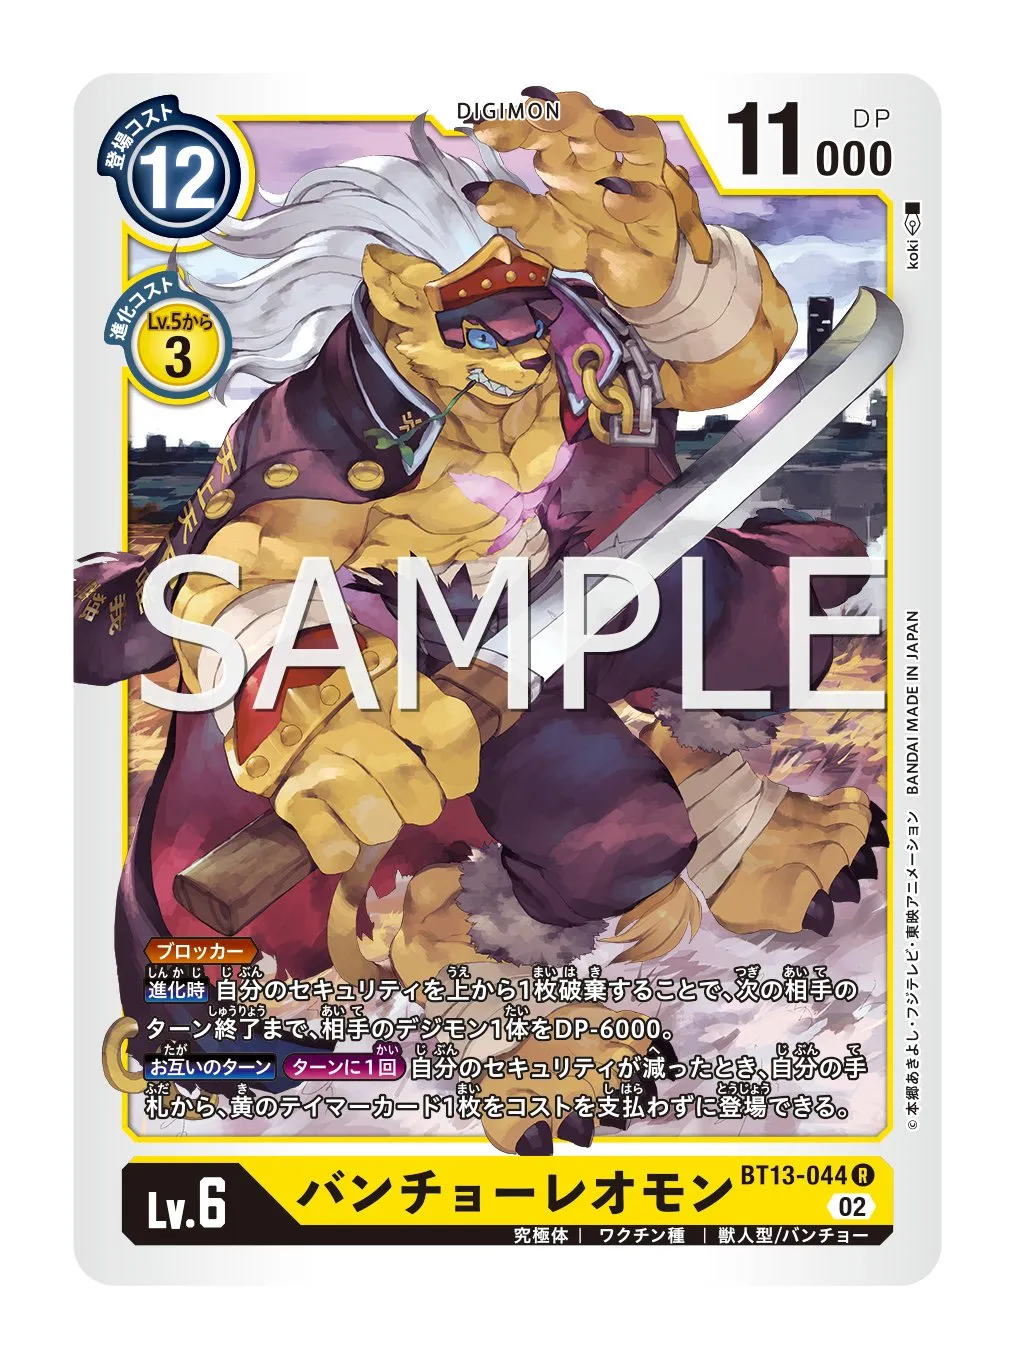 DIGIMON
登場コスト
12
11000
DP
進化コスト
Lv.5から
3
koki
天上天
我独
SAMPLE
ブロッカー
進化時 自分のセキュリティを上から1枚破棄することで、次の相手の
ターン終了まで、相手のデジモン1体をDP-6000。
お互いのターン ターンに1回 自分のセキュリティが減ったとき、自分の手
札から、黄のテイマーカード1枚をコストを支払わずに登場できる。
©本郷あきよし・フジテレビ・東映アニメーション BANDAI MADE IN JAPAN
Lv.6
バンチョーレオモン
BT13-044 R
02
究極体 | ワクチン種 | 獣人型/バンチョー